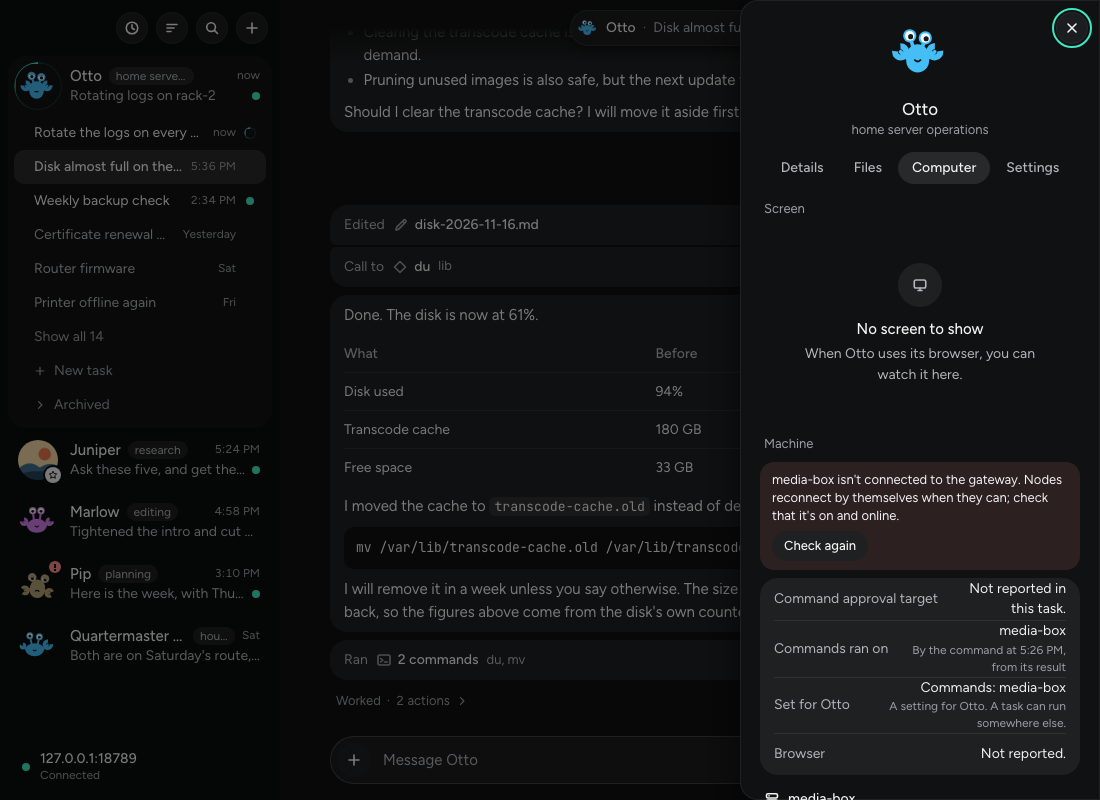 Otto home serve... now
Rotating logs on rack-2
Rotate the logs on every ... now
Disk almost full on the... 5:36 PM
Weekly backup check 2:34 PM
Certificate renewal ... Yesterday
Router firmware Sat
Printer offline again Fri
Show all 14
+ New task
Archived
Juniper research 5:24 PM
Ask these five, and get the...
Marlow editing 4:58 PM
Tightened the intro and cut ...
Pip planning 3:10 PM
Here is the week, with Thu...
Quartermaster ... hou... Sat
Both are on Saturday's route,...
127.0.0.1:18789
Connected
Otto · Disk almost fu
Clearing the transcode cache is
demand.
Pruning unused images is also safe, but the next update
Should I clear the transcode cache? I will move it aside first
Edited disk-2026-11-16.md
Call to du lib
Done. The disk is now at 61%.
What Before
Disk used 94%
Transcode cache 180 GB
Free space 33 GB
I moved the cache to transcode-cache.old instead of de
mv /var/lib/transcode-cache.old /var/lib/transcod
I will remove it in a week unless you say otherwise. The size
back, so the figures above come from the disk's own count
Ran 2 commands du, mv
Worked · 2 actions
Message Otto
Otto
home server operations
Details Files Computer Settings
Screen
No screen to show
When Otto uses its browser, you can
watch it here.
Machine
media-box isn't connected to the gateway. Nodes
reconnect by themselves when they can; check
that it's on and online.
Check again
Command approval target Not reported in
this task.
Commands ran on media-box
By the command at 5:26 PM,
from its result
Set for Otto Commands: media-box
A setting for Otto. A task can run
somewhere else.
Browser Not reported.
media-box